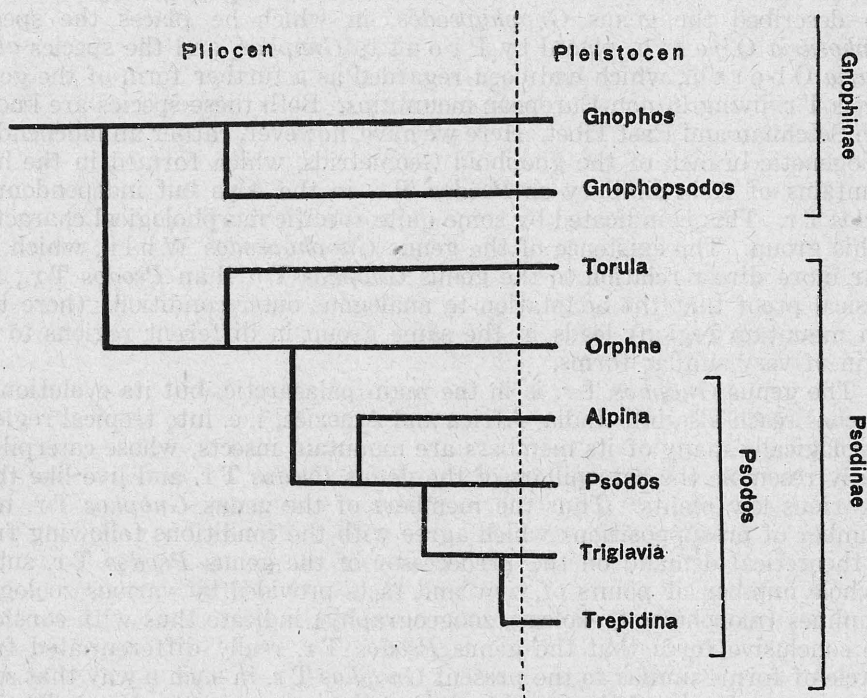 Pliocen
Pleistocen
Gnophos
Gnophopsodos
Torula
Orphne
Alpina
Psodos
Triglavia
Trepidina
Gnophinae
Psodos
Psodinae